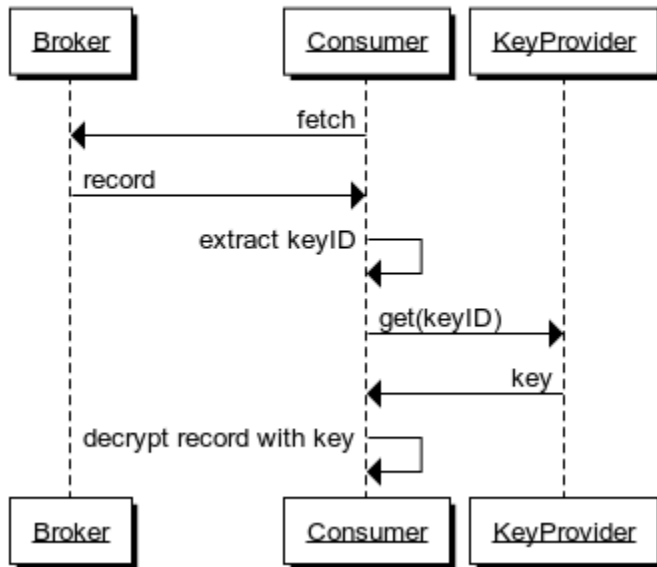 Broker Consumer KeyProvider
fetch
record
extract keyID
get(keyID)
key
decrypt record with key
Broker Consumer KeyProvider